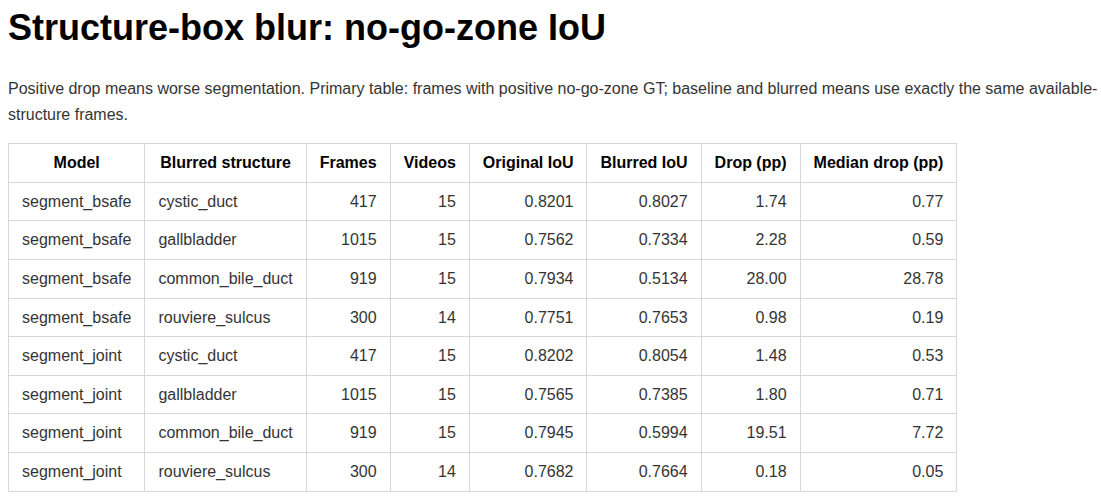 Structure-box blur: no-go-zone IoU
Positive drop means worse segmentation. Primary table: frames with positive no-go-zone GT; baseline and blurred means use exactly the same available-
structure frames.
Model Blurred structure Frames Videos Original IoU Blurred IoU Drop (pp) Median drop (pp)
segment_bsafe cystic_duct 417 15 0.8201 0.8027 1.74 0.77
segment_bsafe gallbladder 1015 15 0.7562 0.7334 2.28 0.59
segment_bsafe common_bile_duct 919 15 0.7934 0.5134 28.00 28.78
segment_bsafe rouviere_sulcus 300 14 0.7751 0.7653 0.98 0.19
segment_joint cystic_duct 417 15 0.8202 0.8054 1.48 0.53
segment_joint gallbladder 1015 15 0.7565 0.7385 1.80 0.71
segment_joint common_bile_duct 919 15 0.7945 0.5994 19.51 7.72
segment_joint rouviere_sulcus 300 14 0.7682 0.7664 0.18 0.05